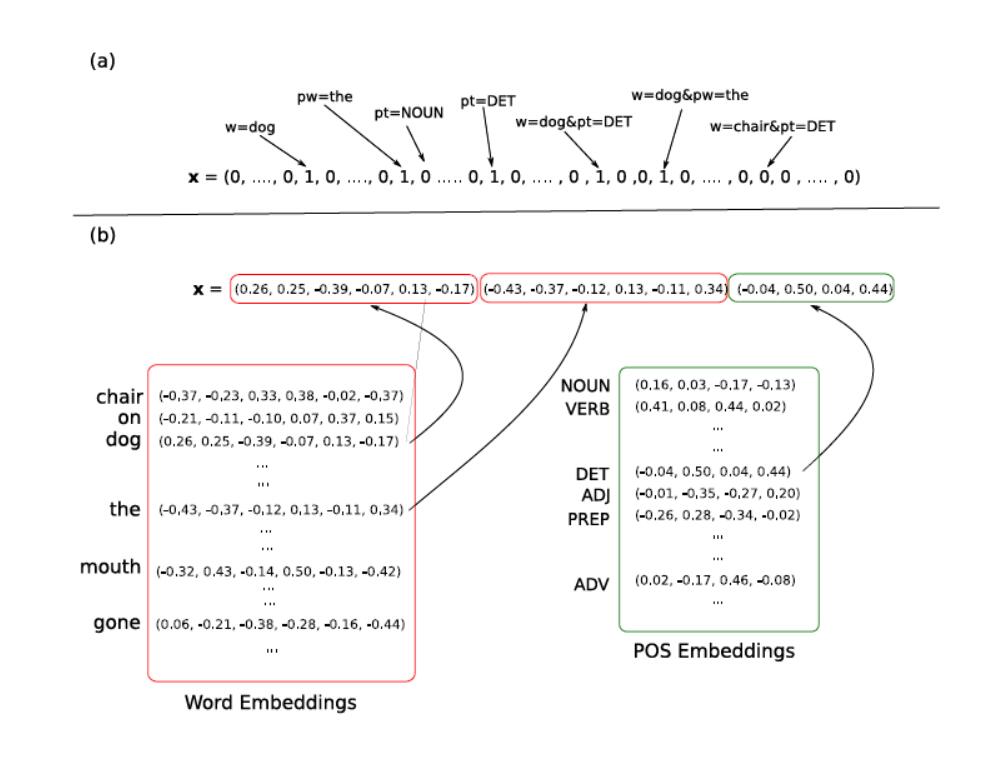 (a)
pw=the
w=dog&pw=the
pt=NOUN
pt=DET
w=dog
w=dog&pt=DET
w=chair&pt=DET
x = (0, ...., 0, 1, 0, ...., 0, 1, 0 ..... 0, 1, 0, .... , 0 , 1, 0 ,0, 1, 0, .... , 0, 0, 0 , .... , 0)
(b)
x = (0.26, 0.25, -0.39, -0.07, 0.13, -0.17) (-0.43, -0.37, -0.12, 0.13, -0.11, 0.34) (-0.04, 0.50, 0.04, 0.44)
chair (-0.37, -0.23, 0.33, 0.38, -0.02, -0.37)
on (-0.21, -0.11, -0.10, 0.07, 0.37, 0.15)
dog (0.26, 0.25, -0.39, -0.07, 0.13, -0.17)
...
...
the (-0.43, -0.37, -0.12, 0.13, -0.11, 0.34)
...
...
mouth (-0.32, 0.43, -0.14, 0.50, -0.13, -0.42)
...
...
gone (0.06, -0.21, -0.38, -0.28, -0.16, -0.44)
...
Word Embeddings
NOUN (0.16, 0.03, -0.17, -0.13)
VERB (0.41, 0.08, 0.44, 0.02)
...
...
DET (-0.04, 0.50, 0.04, 0.44)
ADJ (-0.01, -0.35, -0.27, 0.20)
PREP (-0.26, 0.28, -0.34, -0.02)
...
...
ADV (0.02, -0.17, 0.46, -0.08)
...
POS Embeddings